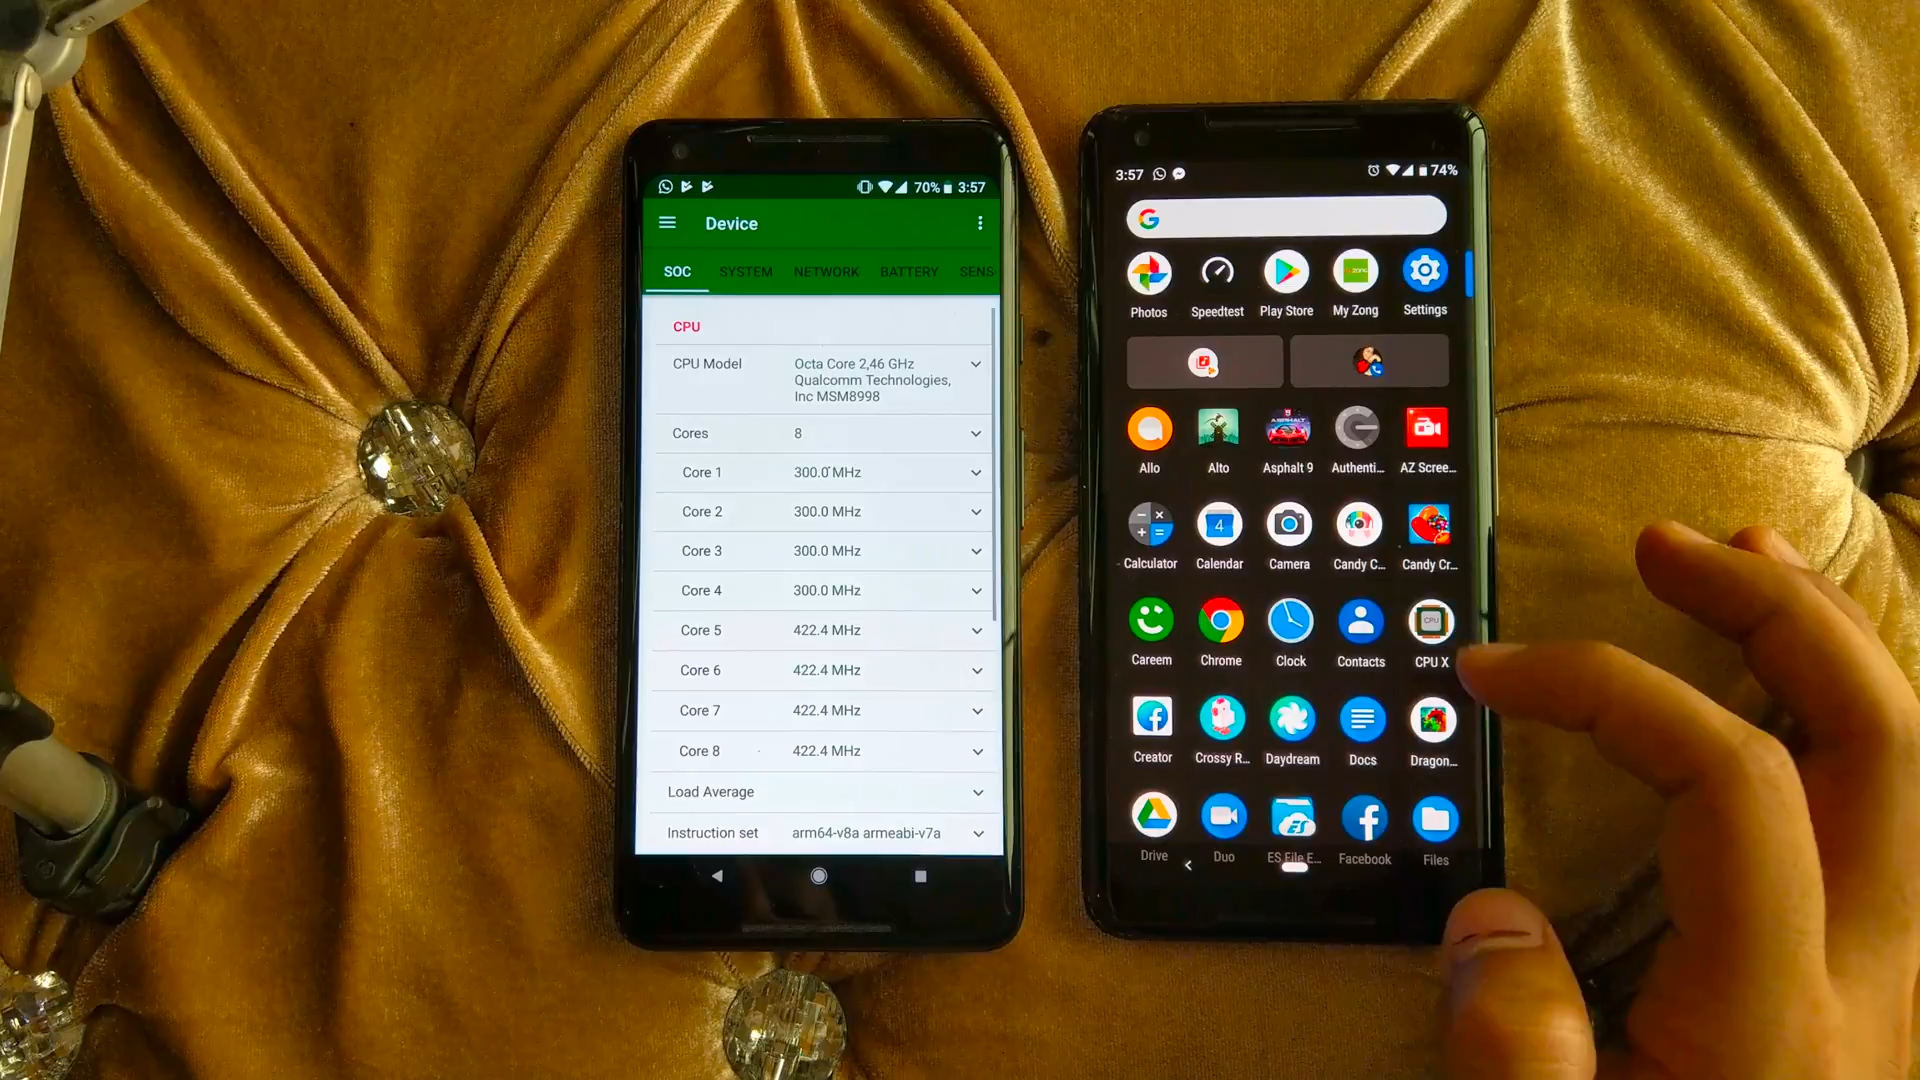 70% 3:57
Device
SOC SYSTEM NETWORK BATTERY SENS
CPU
CPU Model Octa Core 2,46 GHz
Qualcomm Technologies,
Inc MSM8998
Cores 8
Core 1 300.0 MHz
Core 2 300.0 MHz
Core 3 300.0 MHz
Core 4 300.0 MHz
Core 5 422.4 MHz
Core 6 422.4 MHz
Core 7 422.4 MHz
Core 8 422.4 MHz
Load Average
Instruction set arm64-v8a armeabi-v7a
3:57 74%
G
ZONG
Photos Speedtest Play Store My Zong Settings
ASPHALT
Allo Alto Asphalt 9 Authenti... AZ Scree...
4
Calculator Calendar Camera Candy C... Candy Cr...
CPU
Careem Chrome Clock Contacts CPU X
Creator Crossy R... Daydream Docs Dragon...
ES
Drive Duo ES File E... Facebook Files